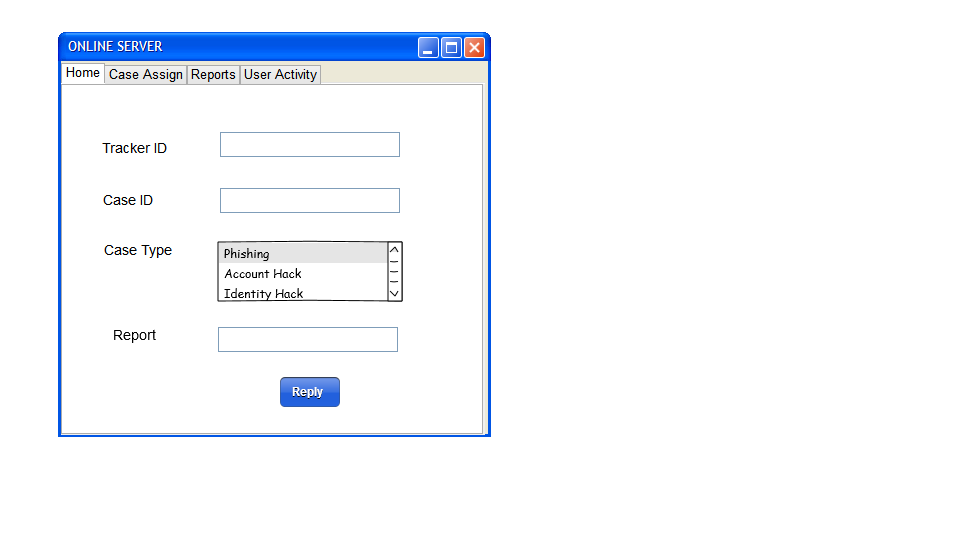 ONLINE SERVER
Home Case Assign Reports User Activity
Tracker ID
Case ID
Case Type
Phishing
Account Hack
Identity Hack
Report
Reply